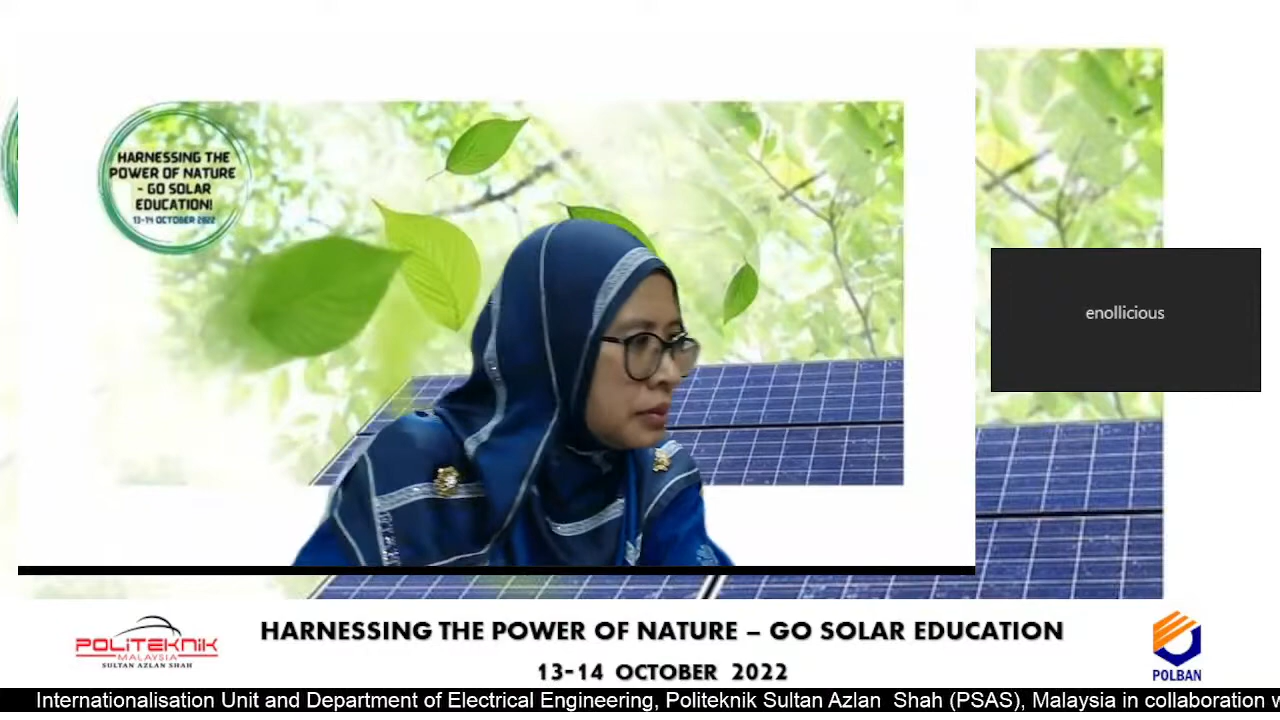 HARNESSING THE
POWER OF NATURE
- GO SOLAR
EDUCATION!
13-14 OCTOBER 2022
enollicious
POLITEKNIK
MALAYSIA
SULTAN AZLAN SHAH
HARNESSING THE POWER OF NATURE – GO SOLAR EDUCATION
13-14 OCTOBER 2022
POLBAN
Internationalisation Unit and Department of Electrical Engineering, Politeknik Sultan Azlan Shah (PSAS), Malaysia in collaboration w